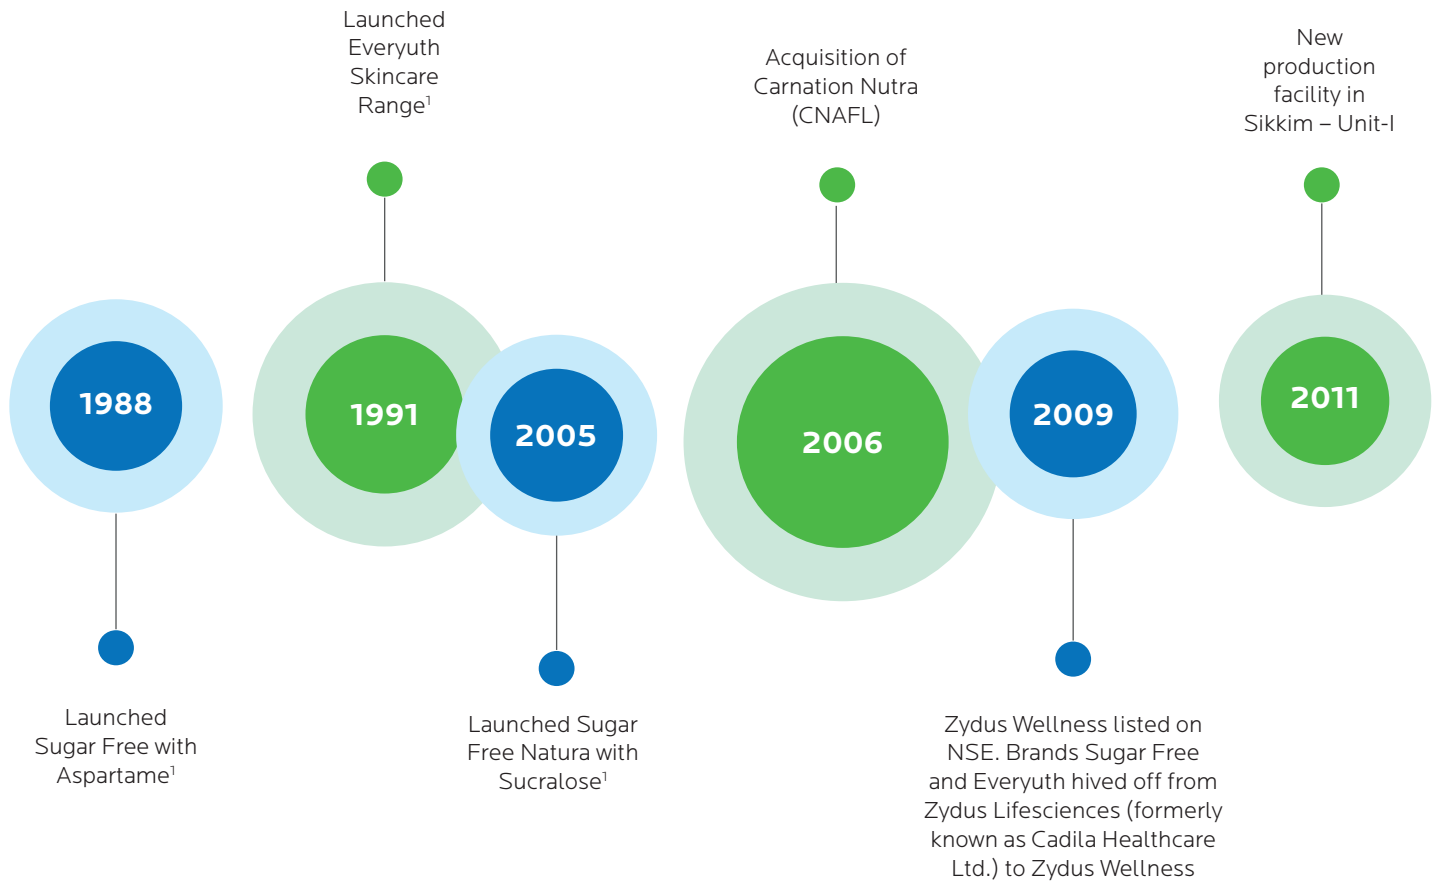 Launched
Everyuth
Skincare
Range¹
Acquisition of
Carnation Nutra
(CNAFL)
New
production
facility in
Sikkim – Unit-I
1988
1991
2005
2006
2009
2011
Launched
Sugar Free with
Aspartame¹
Launched Sugar
Free Natura with
Sucralose¹
Zydus Wellness listed on
NSE. Brands Sugar Free
and Everyuth hived off from
Zydus Lifesciences (formerly
known as Cadila Healthcare
Ltd.) to Zydus Wellness